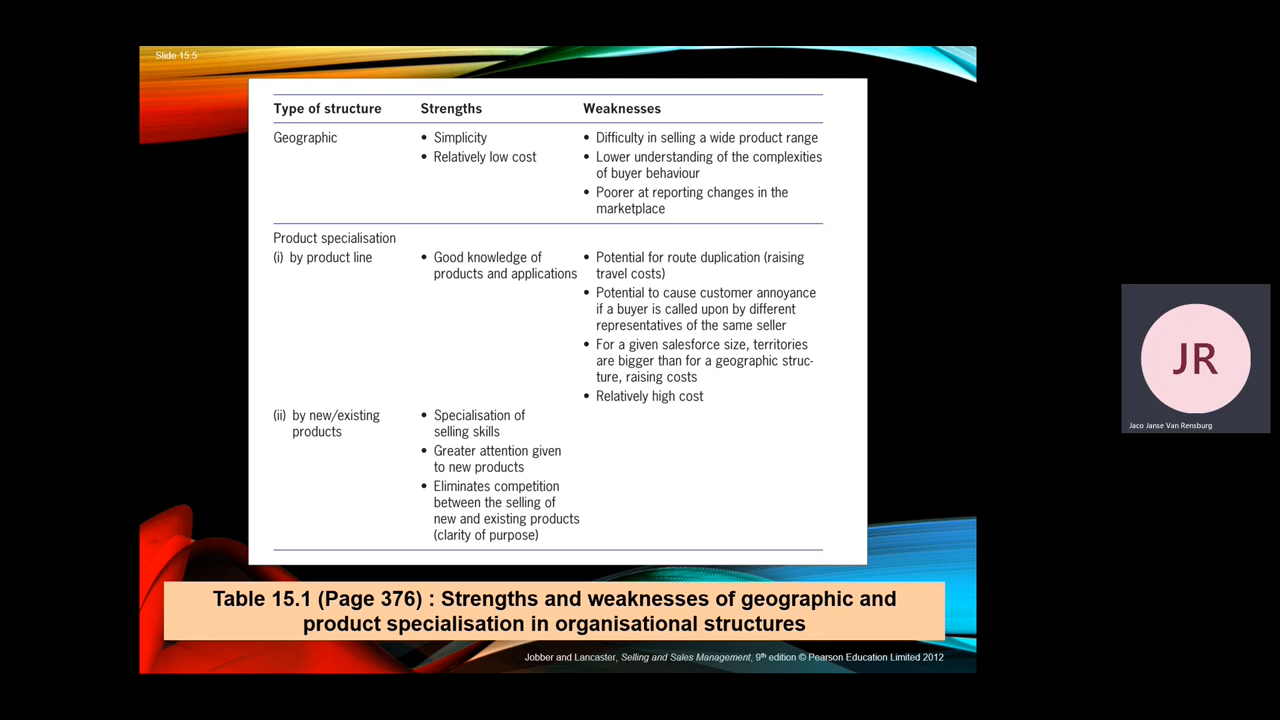 Slide 15.5
Type of structure Strengths Weaknesses
Geographic • Simplicity • Difficulty in selling a wide product range
• Relatively low cost • Lower understanding of the complexities
of buyer behaviour
• Poorer at reporting changes in the
marketplace
Product specialisation
(i) by product line • Good knowledge of • Potential for route duplication (raising
products and applications travel costs)
• Potential to cause customer annoyance
if a buyer is called upon by different
representatives of the same seller
• For a given salesforce size, territories
are bigger than for a geographic struc-
ture, raising costs
• Relatively high cost
(ii) by new/existing • Specialisation of
products selling skills
• Greater attention given
to new products
• Eliminates competition
between the selling of
new and existing products
(clarity of purpose)
Table 15.1 (Page 376) : Strengths and weaknesses of geographic and
product specialisation in organisational structures
Jobber and Lancaster, Selling and Sales Management, 9th edition © Pearson Education Limited 2012
JR
Jaco Janse Van Rensburg